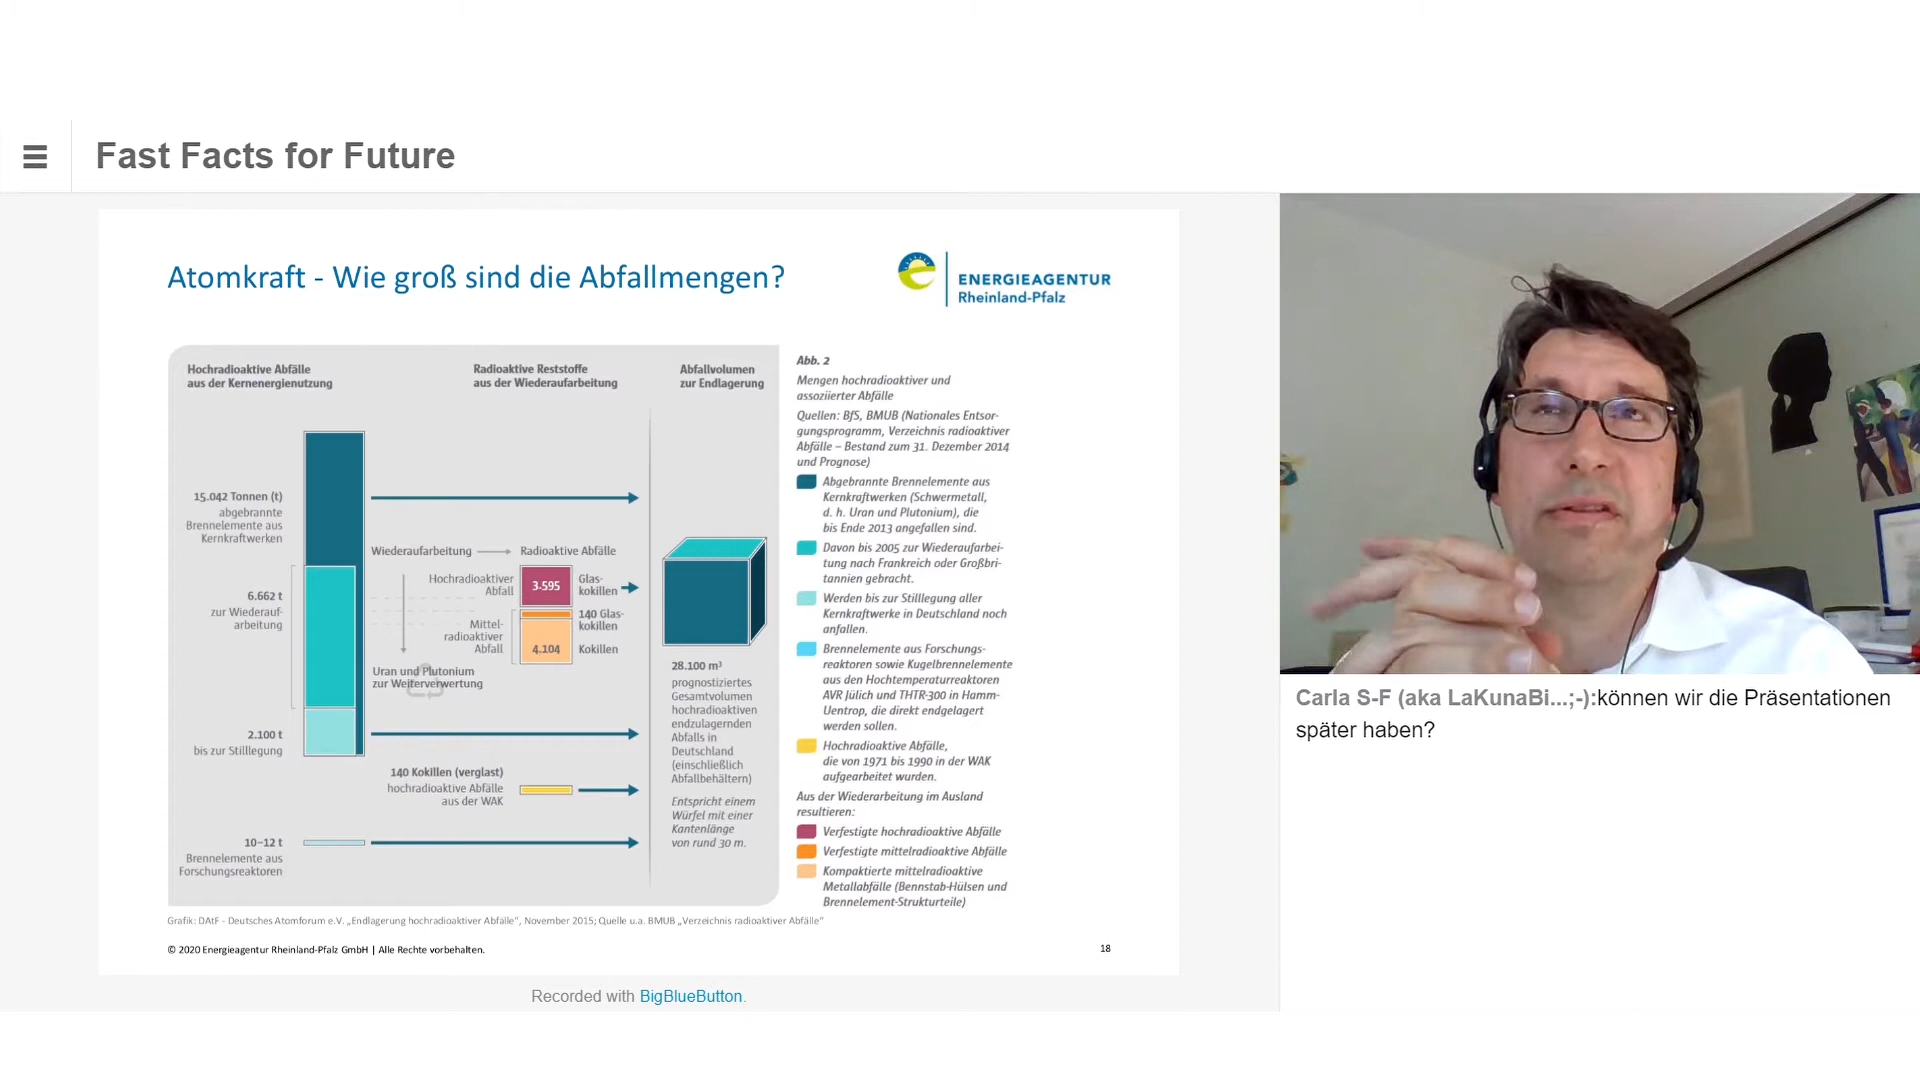 Fast Facts for Future
Atomkraft - Wie groß sind die Abfallmengen?
ENERGIEAGENTUR
Rheinland-Pfalz
Hochradioaktive Abfälle
aus der Kernenergienutzung
Radioaktive Reststoffe
aus der Wiederaufarbeitung
Abfallvolumen
zur Endlagerung
15.042 Tonnen (t)
abgebrannte
Brennelemente aus
Kernkraftwerken
6.662 t
zur Wiederauf-
arbeitung
2.100 t
bis zur Stilllegung
10–12 t
Brennelemente aus
Forschungsreaktoren
Wiederaufarbeitung
Radioaktive Abfälle
Hochradioaktiver
Abfall
3.595
Glas-
kokillen
140 Glas-
kokillen
Mittel-
radioaktiver
Abfall
4.104
Kokillen
Uran und Plutonium
zur Weiterverwertung
140 Kokillen (verglast)
hochradioaktive Abfälle
aus der WAK
28.100 m³
prognostiziertes
Gesamtvolumen
hochradioaktiven
endzulagernden
Abfalls in
Deutschland
(einschließlich
Abfallbehältern)
Entspricht einem
Würfel mit einer
Kantenlänge
von rund 30 m.
Abb. 2
Mengen hochradioaktiver und
assoziierter Abfälle
Quellen: BfS, BMUB (Nationales Entsor-
gungsprogramm, Verzeichnis radioaktiver
Abfälle – Bestand zum 31. Dezember 2014
und Prognose)
Abgebrannte Brennelemente aus
Kernkraftwerken (Schwermetall,
d. h. Uran und Plutonium), die
bis Ende 2013 angefallen sind.
Davon bis 2005 zur Wiederaufarbei-
tung nach Frankreich oder Großbri-
tannien gebracht.
Werden bis zur Stilllegung aller
Kernkraftwerke in Deutschland noch
anfallen.
Brennelemente aus Forschungs-
reaktoren sowie Kugelbrennelemente
aus den Hochtemperaturreaktoren
AVR Jülich und THTR-300 in Hamm-
Uentrop, die direkt endgelagert
werden sollen.
Hochradioaktive Abfälle,
die von 1971 bis 1990 in der WAK
aufgearbeitet wurden.
Aus der Wiederarbeitung im Ausland
resultieren:
Verfestigte hochradioaktive Abfälle
Verfestigte mittelradioaktive Abfälle
Kompaktierte mittelradioaktive
Metallabfälle (Bennstab-Hülsen und
Brennelement-Strukturteile)
Grafik: DAtF - Deutsches Atomforum e.V. „Endlagerung hochradioaktiver Abfälle“, November 2015; Quelle u.a. BMUB „Verzeichnis radioaktiver Abfälle“
© 2020 Energieagentur Rheinland-Pfalz GmbH | Alle Rechte vorbehalten.
18
Recorded with BigBlueButton.
Carla S-F (aka LaKunaBi...;-):können wir die Präsentationen
später haben?